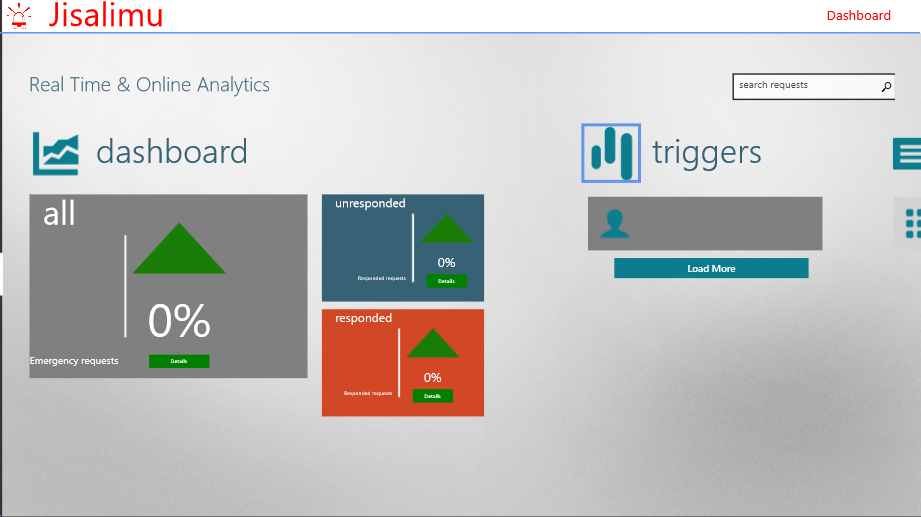 Jisalimu
Dashboard
Real Time & Online Analytics
search requests
dashboard
triggers
all
0%
Emergency requests
Details
unresponded
0%
Responded requests
Details
responded
0%
Responded requests
Details
Load More